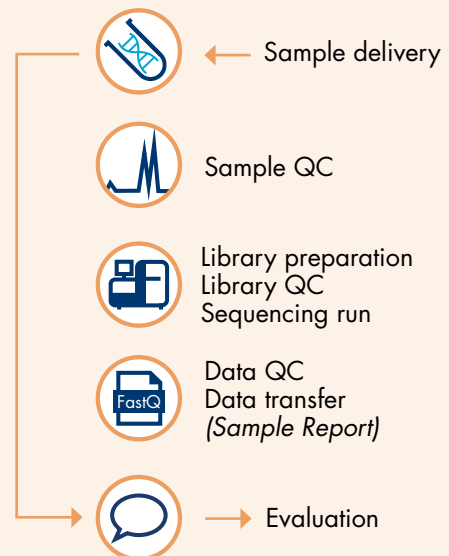 Sample delivery
Sample QC
Library preparation
Library QC
Sequencing run
FastQ
Data QC
Data transfer
(Sample Report)
Evaluation